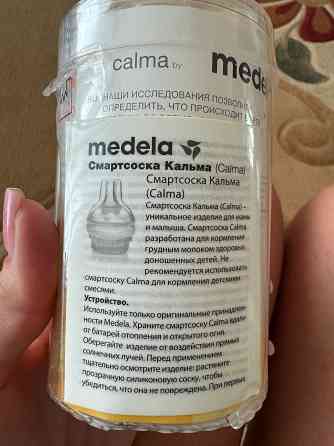 calma by medela
НАШИ ИССЛЕДОВАНИЯ ПОЗВОЛИ
ОПРЕДЕЛИТЬ, ЧТО ПРОИСХОДИТ
medela
Смартсоска Кальма (Calma)
Смартсоска Кальма
(Calma)
Смартсоска Кальма (Calma) -
уникальное изделие для мамы
и малыша. Смартсоска Calma
разработана для кормления
грудным молоком здоровых,
доношенных детей. Не
рекомендуется использовать
смартсоску Calma для кормления детскими
смесями.
Устройство.
Используйте только оригинальные принадлеж-
ности Medela. Храните смартсоску Calma вдали
от батарей отопления и открытого огня.
Оберегайте изделие от воздействия прямых
солнечных лучей. Перед применением
тщательно осмотрите изделие: растяните
прозрачную силиконовую соску, чтобы
убедиться, что она не повреждена. При первых